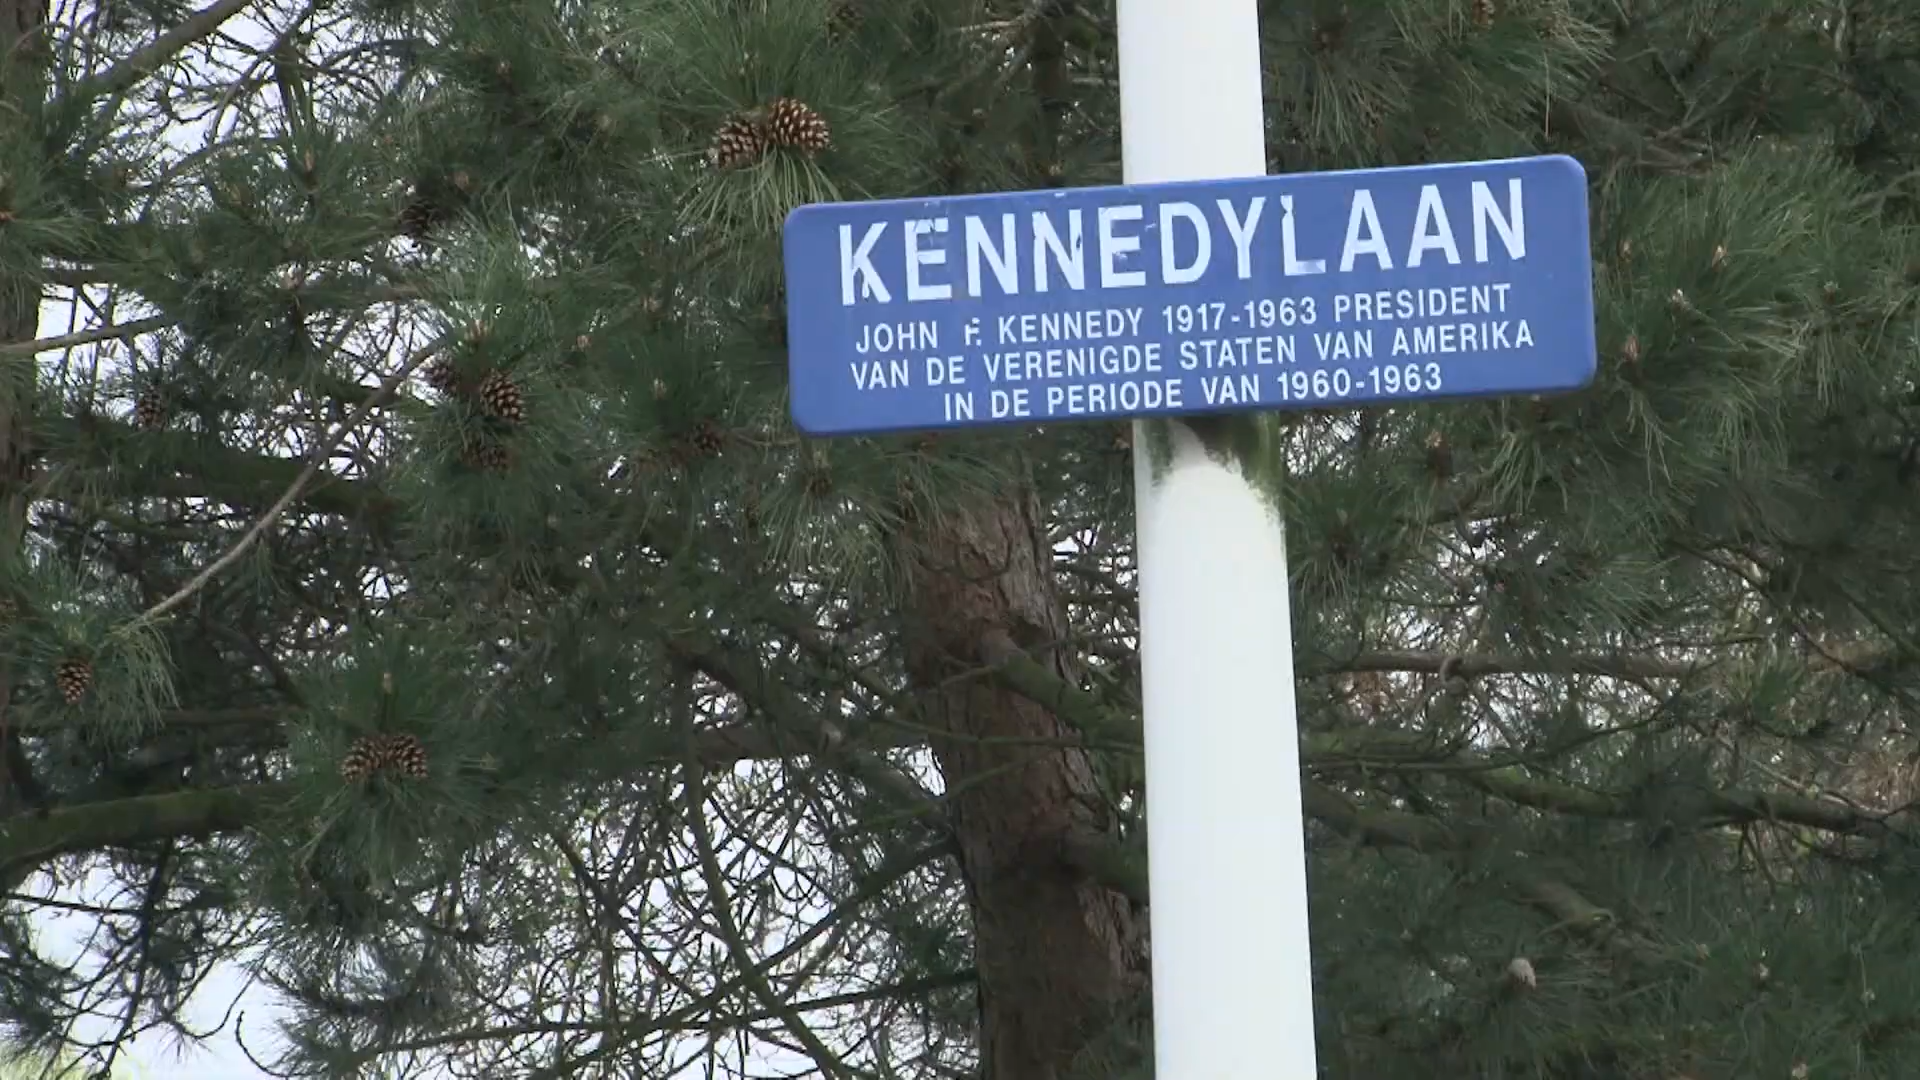 KENNEDYLAAN
JOHN F. KENNEDY 1917-1963 PRESIDENT
VAN DE VERENIGDE STATEN VAN AMERIKA
IN DE PERIODE VAN 1960-1963